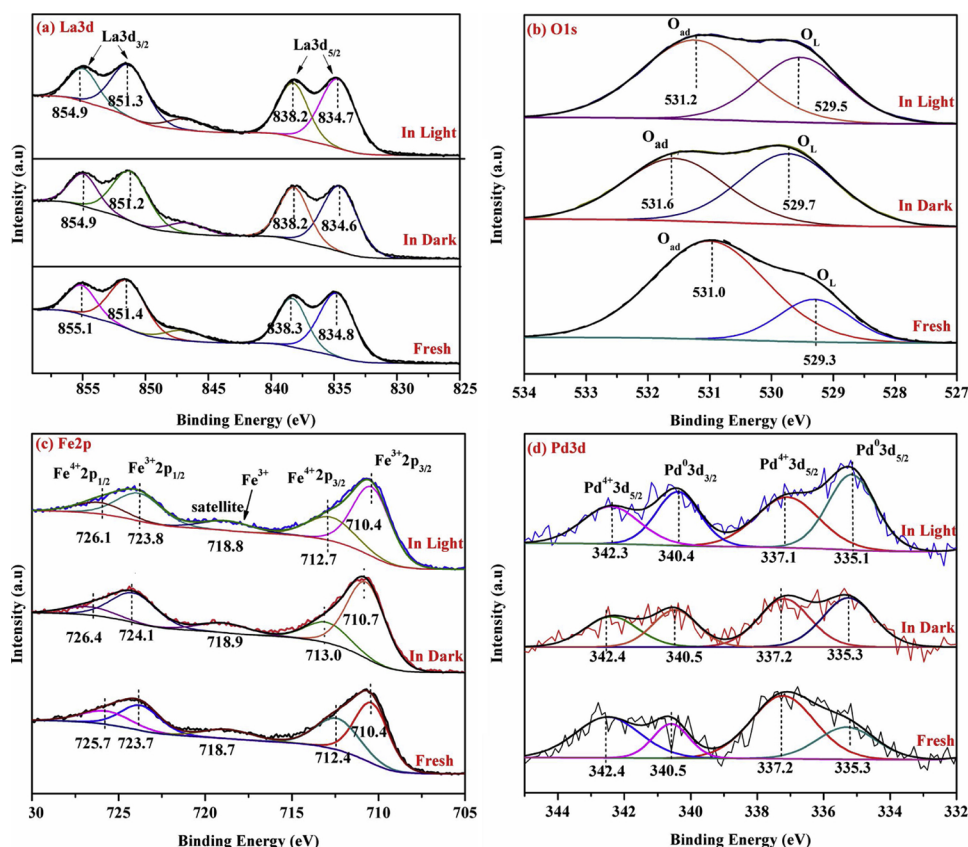 (a) La3d
La3d3/2
La3d5/2
854.9
851.3
838.2
834.7
In Light
854.9
851.2
838.2
834.6
In Dark
855.1
851.4
838.3
834.8
Fresh
Intensity (a.u)
855 850 845 840 835 830 825
Binding Energy (eV)
(b) O1s
Oad
OL
531.2
529.5
In Light
Oad
OL
531.6
529.7
In Dark
Oad
OL
531.0
529.3
Fresh
Intensity (a.u)
534 533 532 531 530 529 528 527
Binding Energy (eV)
(c) Fe2p
Fe4+2p1/2
Fe3+2p1/2
satellite
Fe3+
Fe4+2p3/2
Fe3+2p3/2
726.1
723.8
718.8
712.7
710.4
In Light
726.4
724.1
718.9
713.0
710.7
In Dark
725.7
723.7
718.7
712.4
710.4
Fresh
Intensity (a.u)
30 725 720 715 710 705
Binding Energy (eV)
(d) Pd3d
Pd4+3d5/2
Pd03d3/2
Pd4+3d5/2
Pd03d5/2
342.3
340.4
337.1
335.1
In Light
342.4
340.5
337.2
335.3
In Dark
342.4
340.5
337.2
335.3
Fresh
Intensity (a.u)
344 342 340 338 336 334 332
Binding Energy (eV)